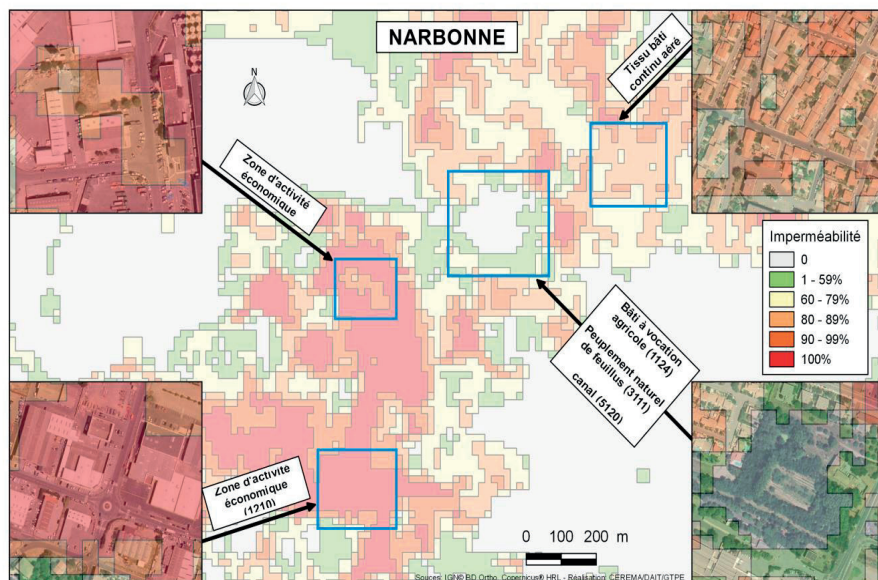 NARBONNE
N
Tissu bâti
continu aéré
Zone d'activité
économique
Imperméabilité
0
1 - 59%
60 - 79%
80 - 89%
90 - 99%
100%
Bâti à vocation
agricole (1124)
Peuplement naturel
de feuillus (3111)
canal (5120)
Zone d'activité
économique
(1210)
0 100 200 m
Souces: IGN© BD Ortho, Copernicus® HRL - Réalisation: CEREMA/DAIT/GTPE